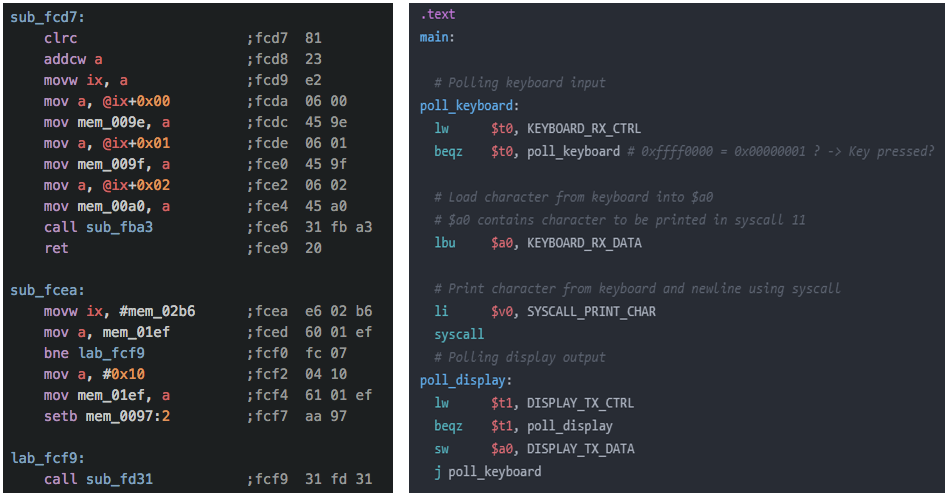 sub_fcd7:
clrc ;fcd7 81
addcw a ;fcd8 23
movw ix, a ;fcd9 e2
mov a, @ix+0x00 ;fcda 06 00
mov mem_009e, a ;fcdc 45 9e
mov a, @ix+0x01 ;fcde 06 01
mov mem_009f, a ;fce0 45 9f
mov a, @ix+0x02 ;fce2 06 02
mov mem_00a0, a ;fce4 45 a0
call sub_fba3 ;fce6 31 fb a3
ret ;fce9 20
sub_fcea:
movw ix, #mem_02b6 ;fcea e6 02 b6
mov a, mem_01ef ;fced 60 01 ef
bne lab_fcf9 ;fcf0 fc 07
mov a, #0x10 ;fcf2 04 10
mov mem_01ef, a ;fcf4 61 01 ef
setb mem_0097:2 ;fcf7 aa 97
lab_fcf9:
call sub_fd31 ;fcf9 31 fd 31
.text
main:
# Polling keyboard input
poll_keyboard:
lw $t0, KEYBOARD_RX_CTRL
beqz $t0, poll_keyboard # 0xffff0000 = 0x00000001 ? -> Key pressed?
# Load character from keyboard into $a0
# $a0 contains character to be printed in syscall 11
lbu $a0, KEYBOARD_RX_DATA
# Print character from keyboard and newline using syscall
li $v0, SYSCALL_PRINT_CHAR
syscall
# Polling display output
poll_display:
lw $t1, DISPLAY_TX_CTRL
beqz $t1, poll_display
sw $a0, DISPLAY_TX_DATA
j poll_keyboard